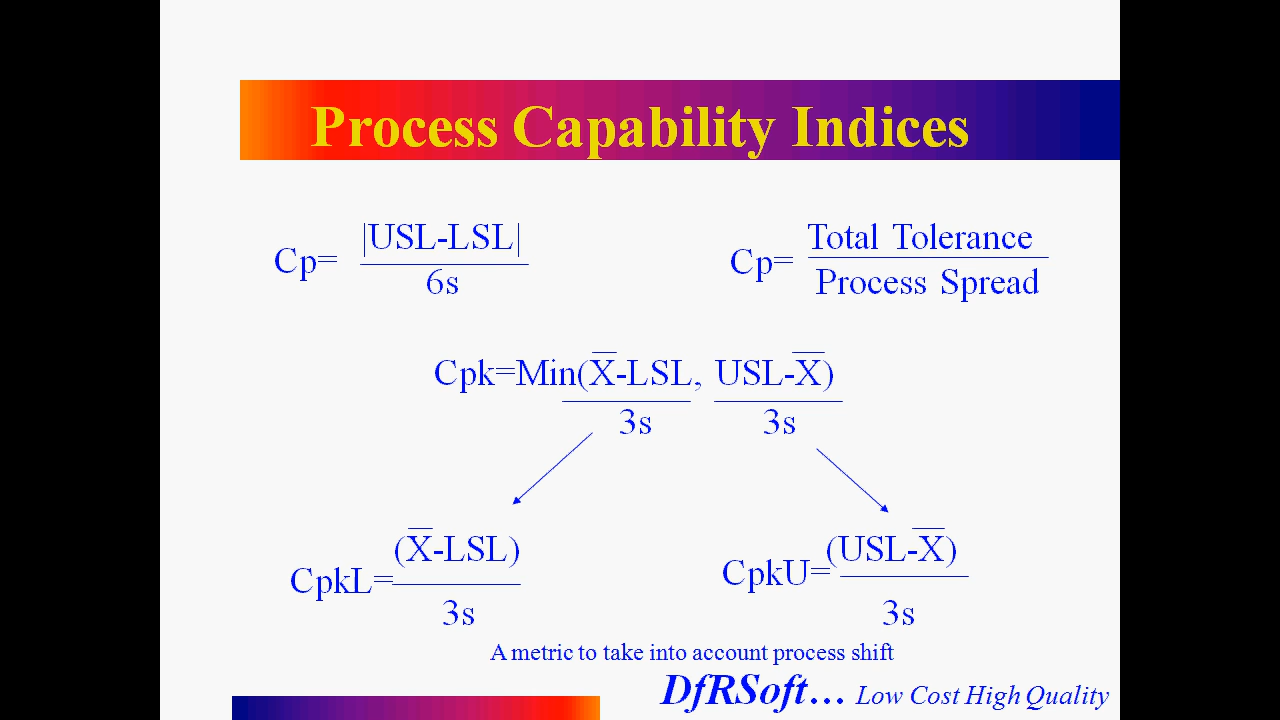 Process Capability Indices
Cp= |USL-LSL| / 6s
Cp= Total Tolerance / Process Spread
Cpk=Min(X̅-LSL, USL-X̅)
3s 3s
CpkL= (X̅-LSL) / 3s
CpkU= (USL-X̅) / 3s
A metric to take into account process shift
DfRSoft... Low Cost High Quality